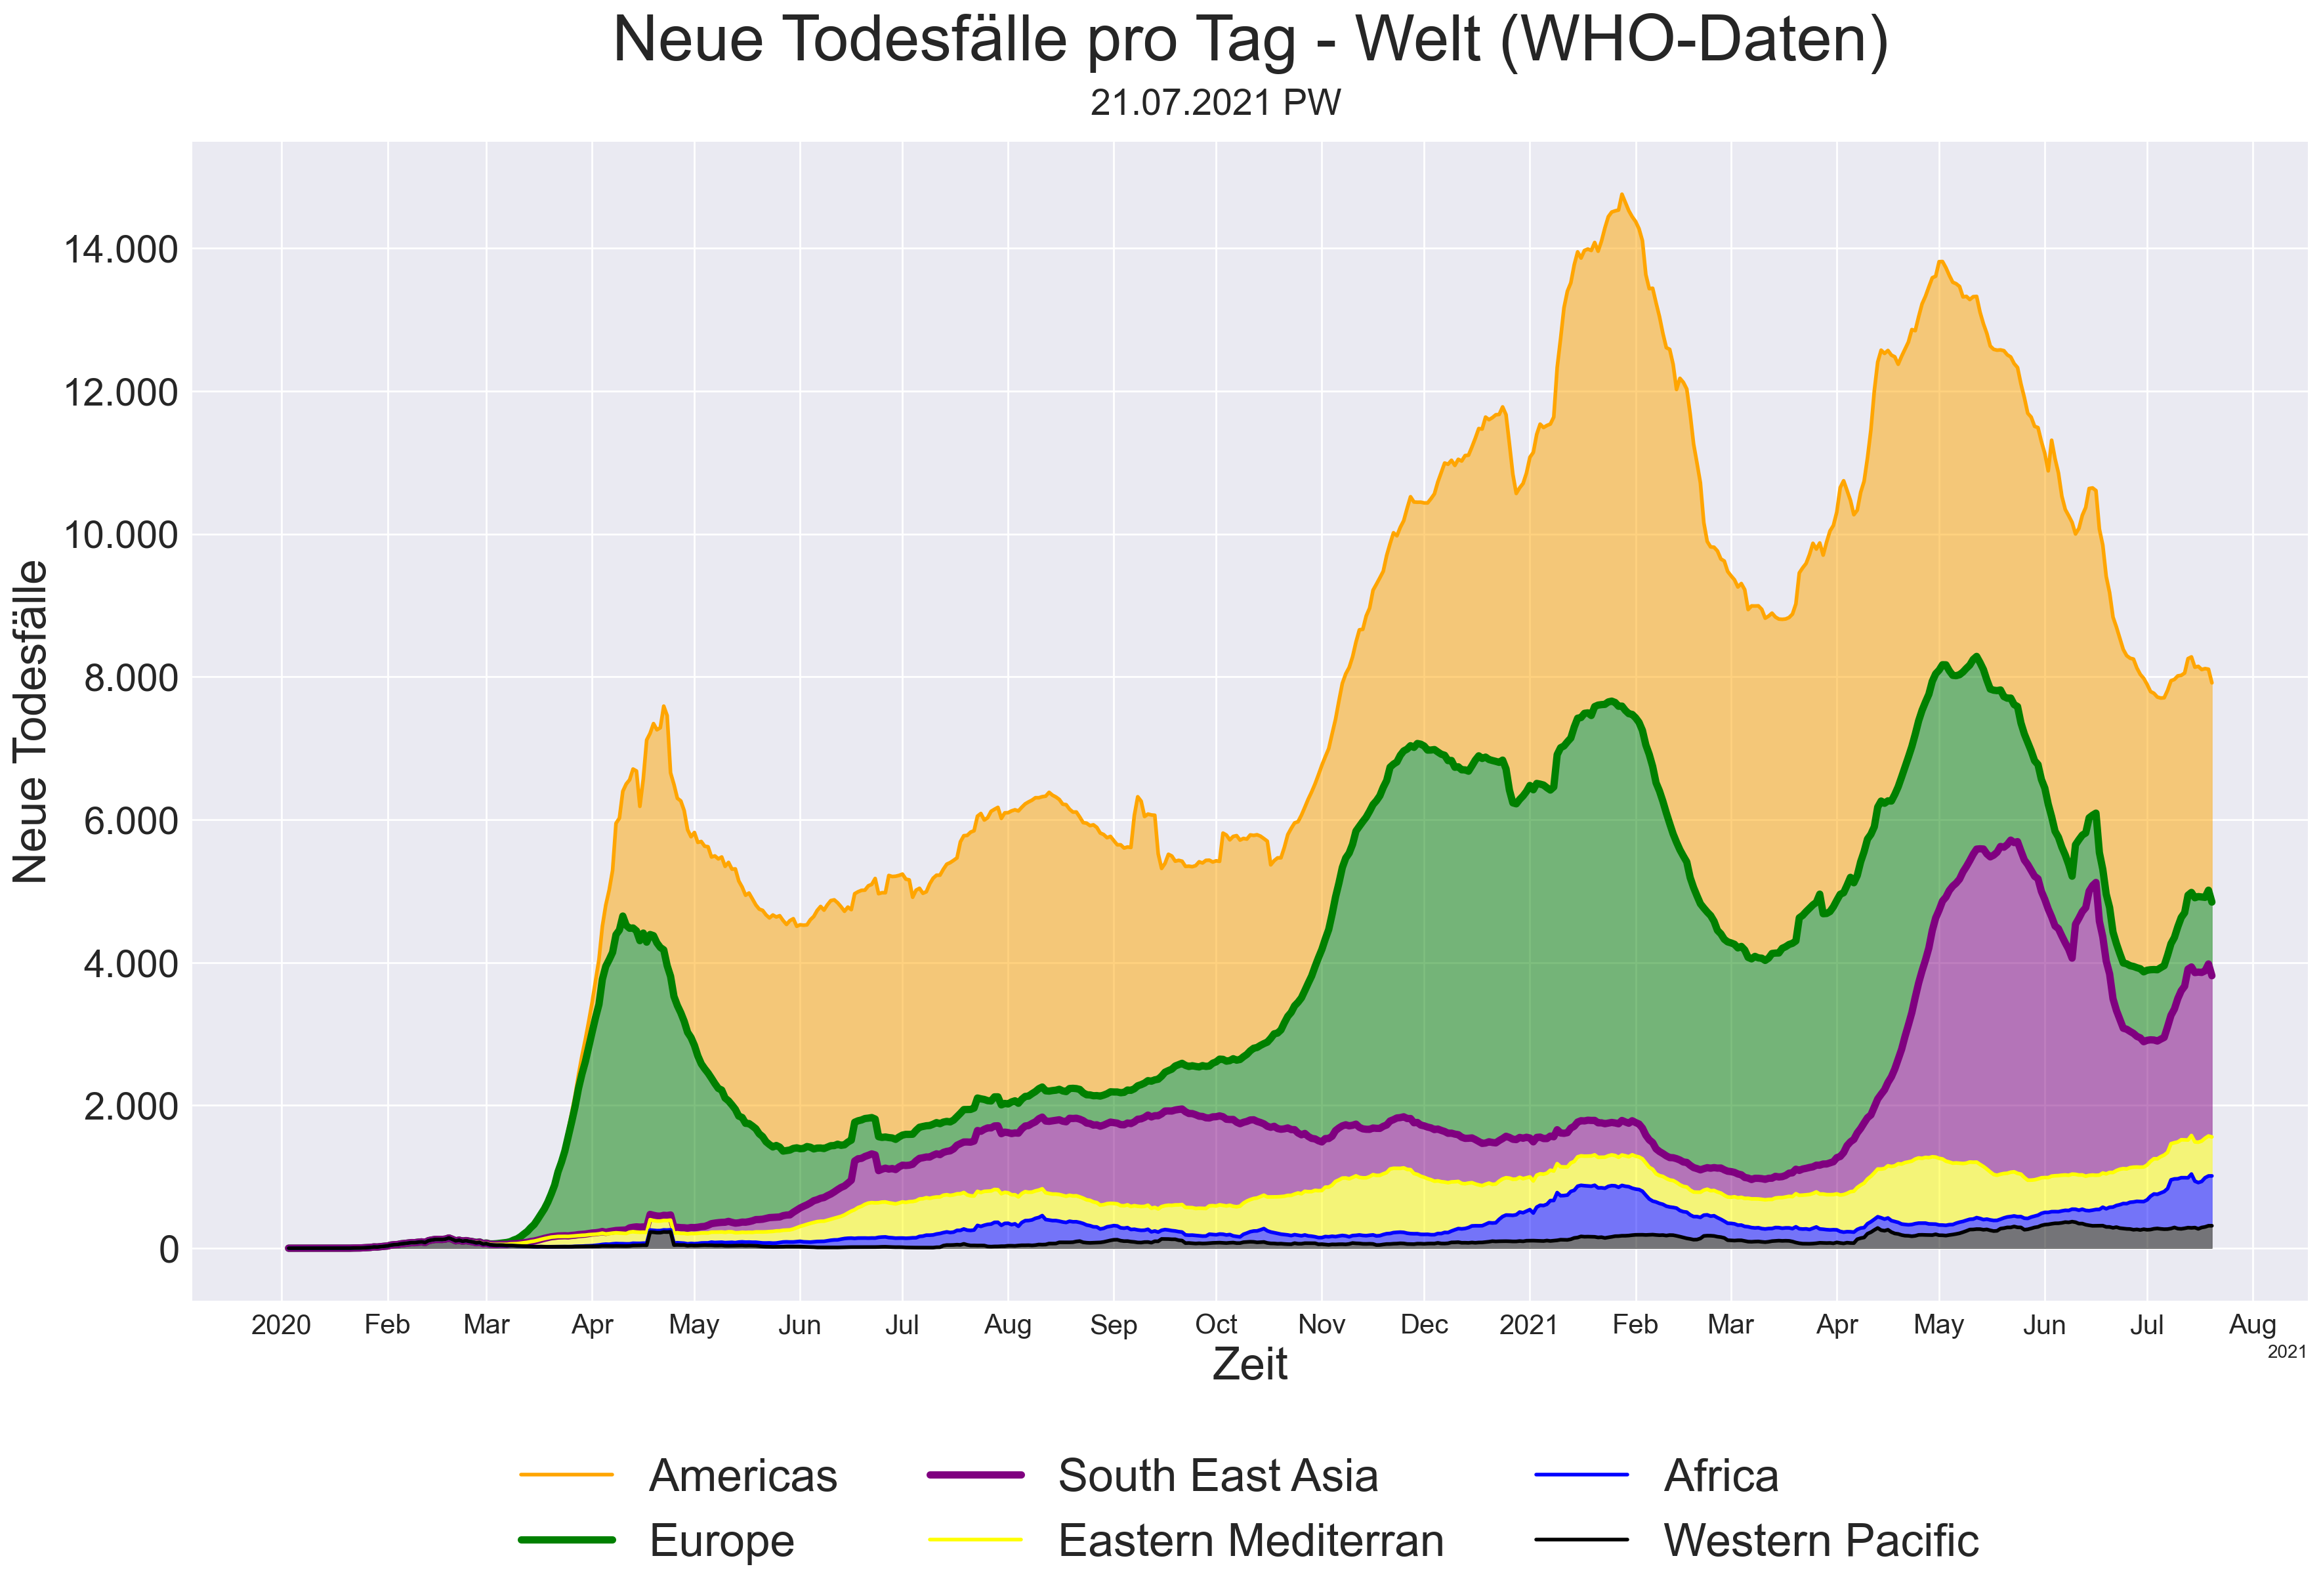 Neue Todesfälle pro Tag - Welt (WHO-Daten)
21.07.2021 PW
Neue Todesfälle
14.000
12.000
10.000
8.000
6.000
4.000
2.000
0
2020 Feb Mar Apr May Jun Jul Aug Sep Oct Nov Dec 2021 Feb Mar Apr May Jun Jul Aug
2021
Zeit
Americas South East Asia Africa
Europe Eastern Mediterran Western Pacific